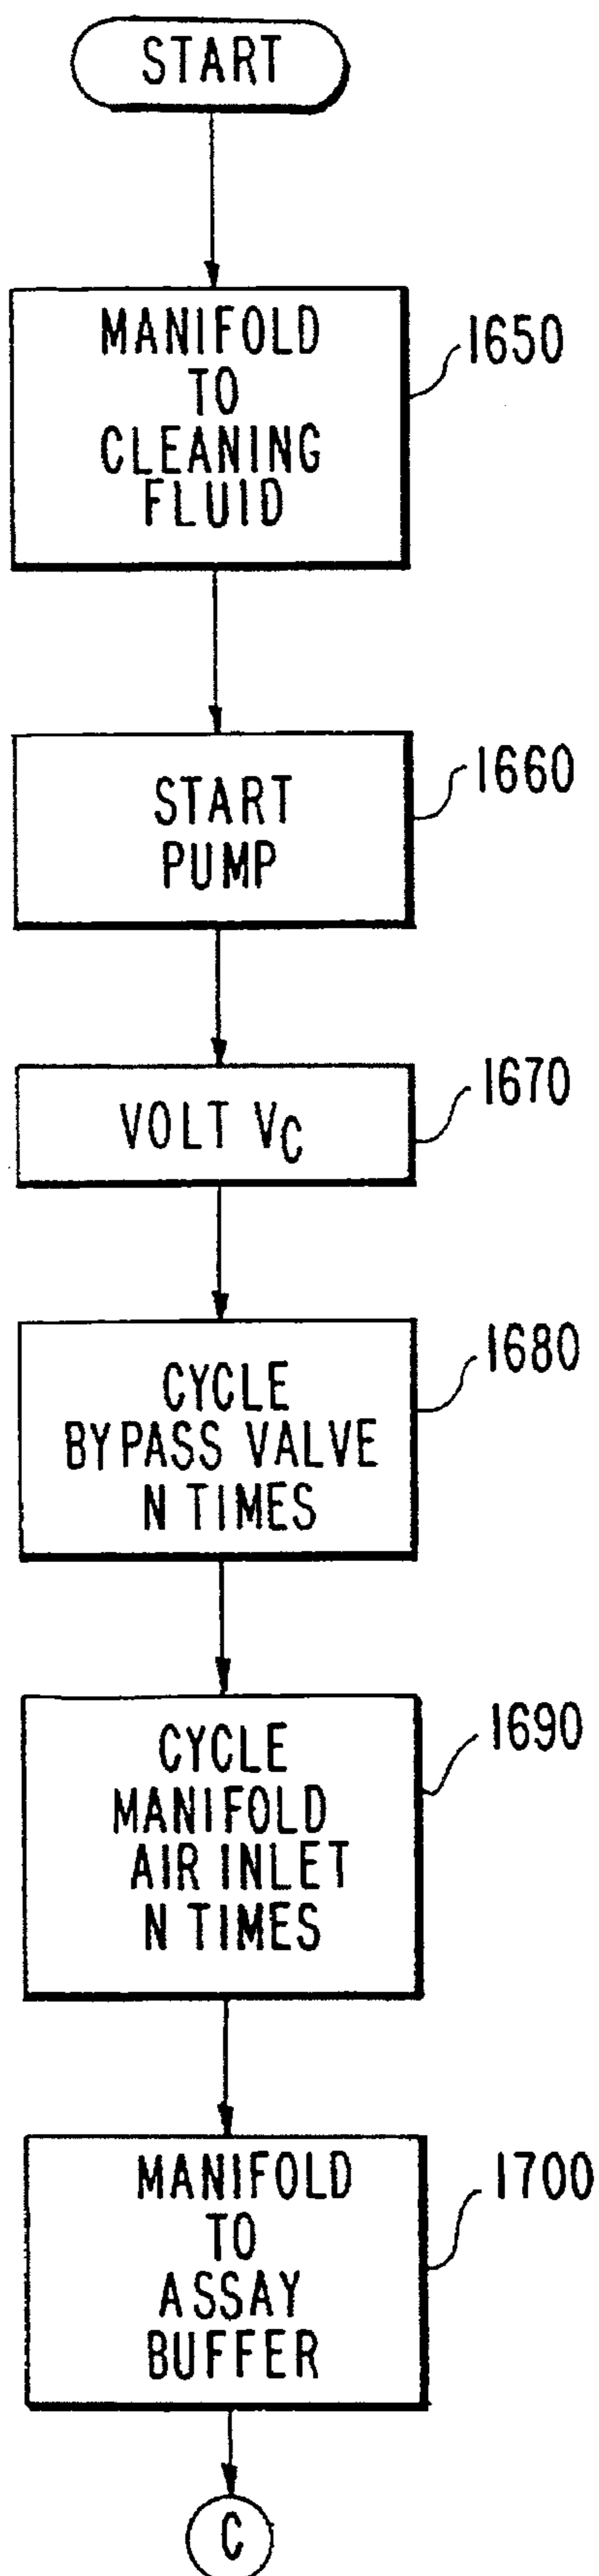 START
MANIFOLD
TO
CLEANING
FLUID
1650
START
PUMP
1660
VOLT VC
1670
CYCLE
BYPASS VALVE
N TIMES
1680
CYCLE
MANIFOLD
AIR INLET
N TIMES
1690
MANIFOLD
TO
ASSAY
BUFFER
1700
C